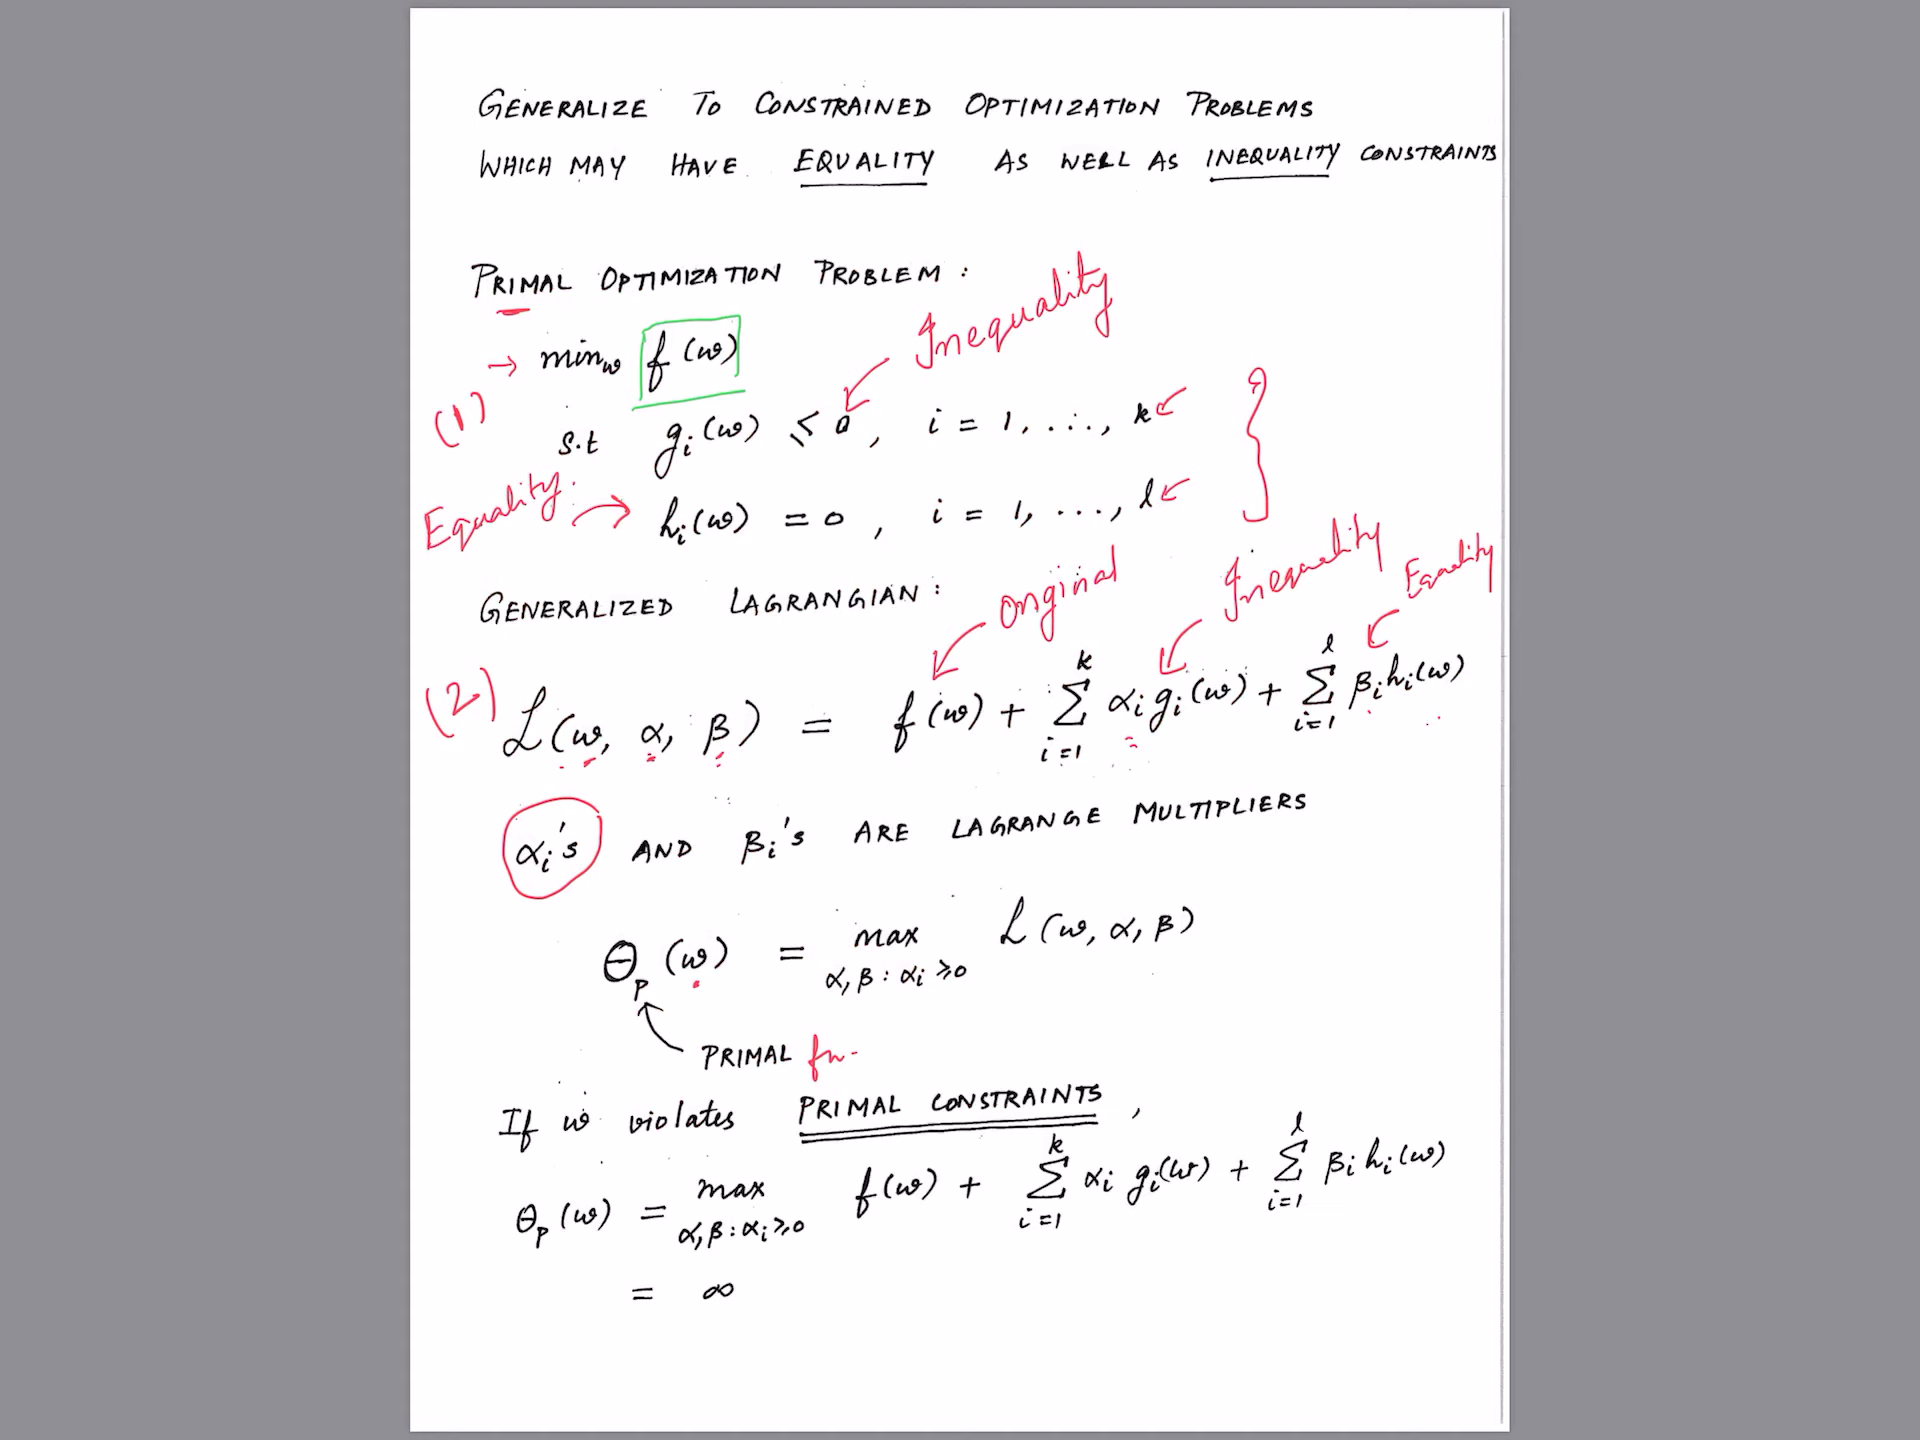 GENERALIZE TO CONSTRAINED OPTIMIZATION PROBLEMS
WHICH MAY HAVE EQUALITY AS WELL AS INEQUALITY CONSTRAINTS
PRIMAL OPTIMIZATION PROBLEM :
Inequality
(1) → min_w f(w)
s.t g_i(w) ≤ 0, i = 1, ..., k
Equality.
h_i(w) = 0, i = 1, ..., l
GENERALIZED LAGRANGIAN :
Original Inequality Equality
(2) L(w, α, β) = f(w) + Σ_{i=1}^{k} α_i g_i(w) + Σ_{i=1}^{l} β_i h_i(w)
α_i's AND β_i's ARE LAGRANGE MULTIPLIERS
θ_p(w) = max_{α,β : α_i ≥ 0} L(w, α, β)
PRIMAL fn.
If w violates PRIMAL CONSTRAINTS,
θ_p(w) = max_{α,β : α_i ≥ 0} f(w) + Σ_{i=1}^{k} α_i g_i(w) + Σ_{i=1}^{l} β_i h_i(w)
= ∞